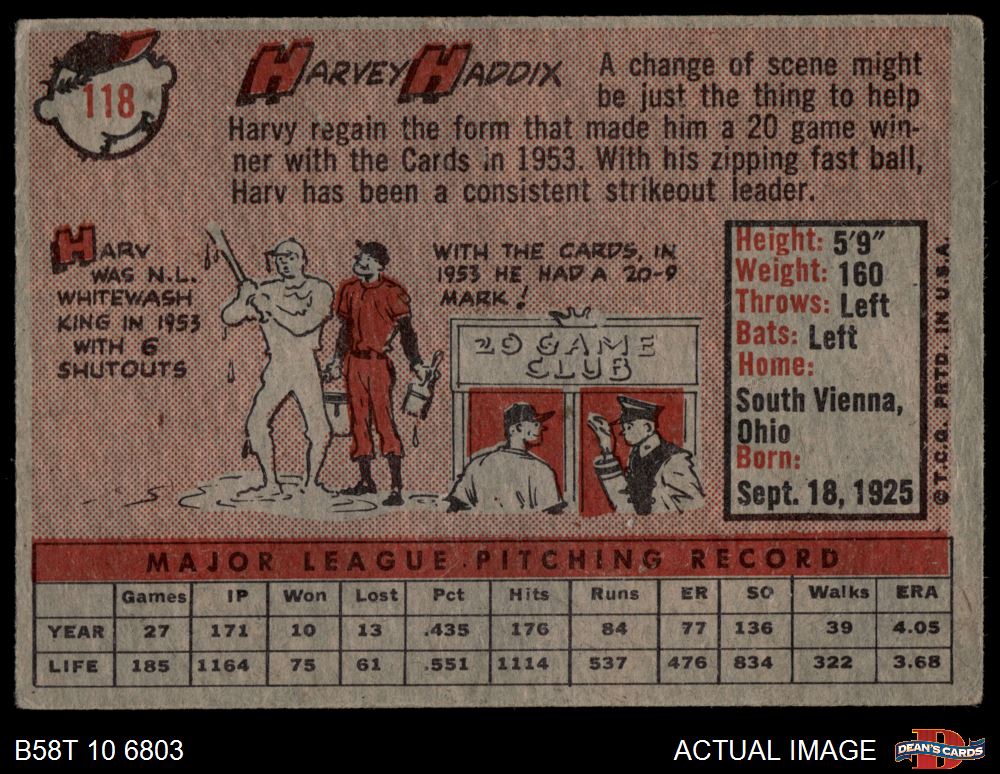 118
HARVEY HADDIX
A change of scene might
be just the thing to help
Harvy regain the form that made him a 20 game win-
ner with the Cards in 1953. With his zipping fast ball,
Harv has been a consistent strikeout leader.
HARV
WAS N.L.
WHITEWASH
KING IN 1953
WITH 6
SHUTOUTS
WITH THE CARDS, IN
1953 HE HAD A 20-9
MARK!
20 GAME
CLUB
Height: 5'9"
Weight: 160
Throws: Left
Bats: Left
Home:
South Vienna,
Ohio
Born:
Sept. 18, 1925
© T.C.G. PRTD. IN U.S.A.
MAJOR LEAGUE PITCHING RECORD
Games IP Won Lost Pct Hits Runs ER SO Walks ERA
YEAR 27 171 10 13 .435 176 84 77 136 39 4.05
LIFE 185 1164 75 61 .551 1114 537 476 834 322 3.68
B58T 10 6803
ACTUAL IMAGE
DEAN'S CARDS